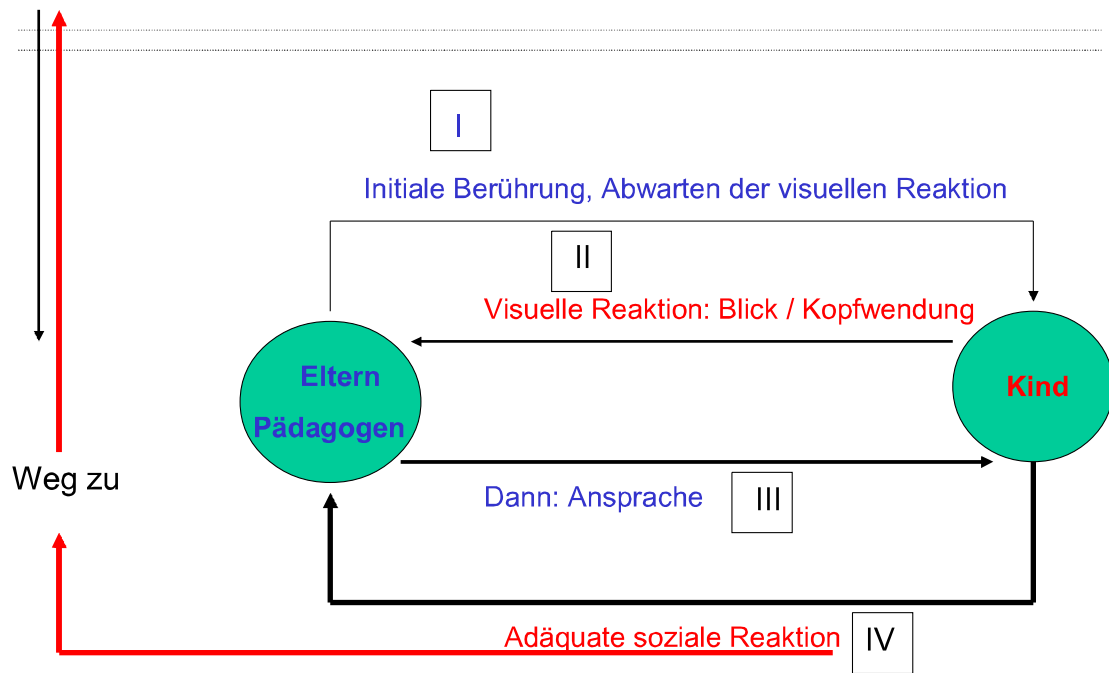 I
Initiale Berührung, Abwarten der visuellen Reaktion
II
Visuelle Reaktion: Blick / Kopfwendung
Eltern
Pädagogen
Kind
Weg zu
Dann: Ansprache
III
Adäquate soziale Reaktion
IV